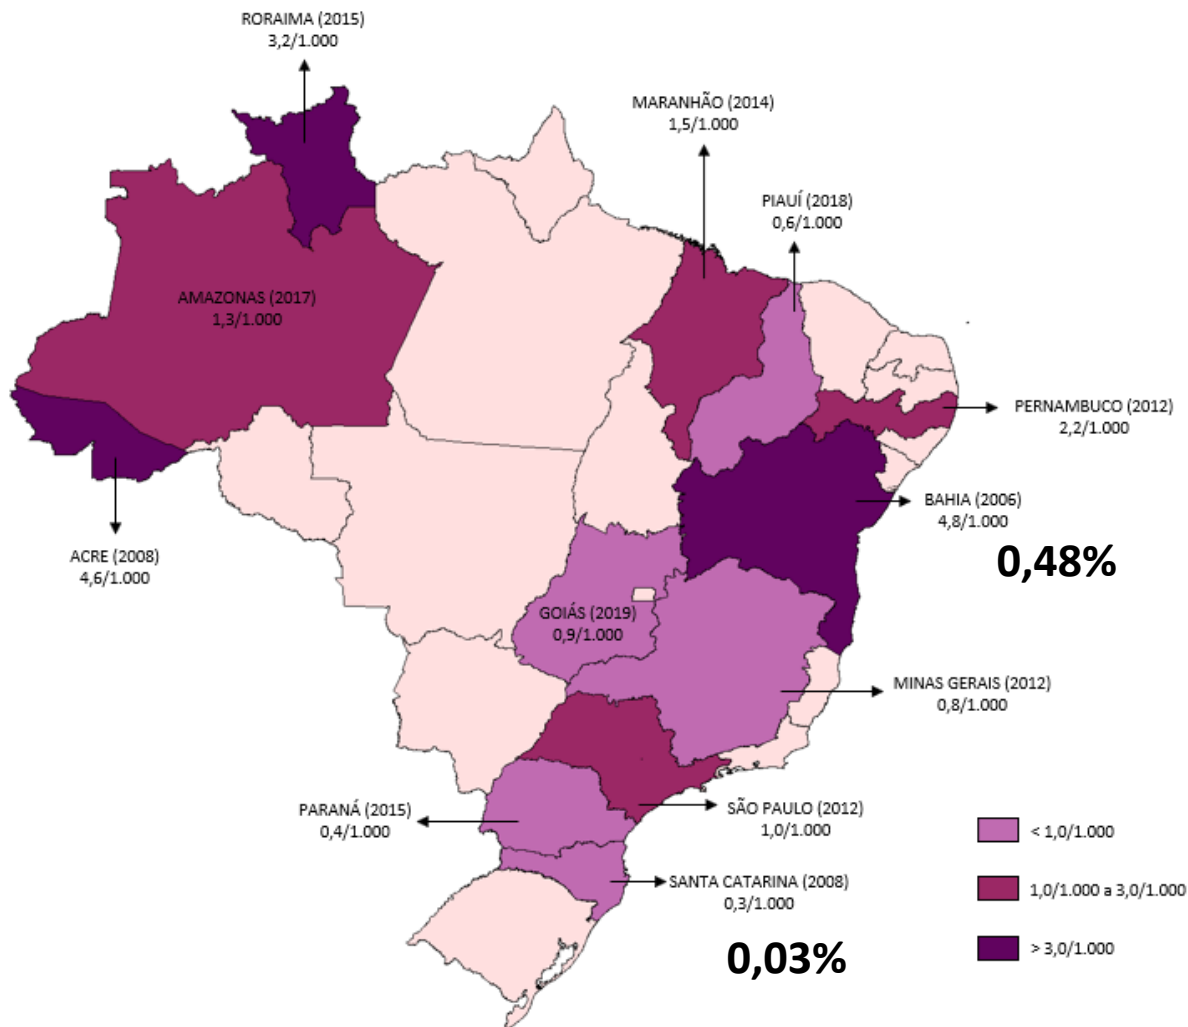 RORAIMA (2015)
3,2/1.000
MARANHÃO (2014)
1,5/1.000
PIAUÍ (2018)
0,6/1.000
AMAZONAS (2017)
1,3/1.000
PERNAMBUCO (2012)
2,2/1.000
BAHIA (2006)
4,8/1.000
0,48%
ACRE (2008)
4,6/1.000
GOIÁS (2019)
0,9/1.000
MINAS GERAIS (2012)
0,8/1.000
PARANÁ (2015)
0,4/1.000
SÃO PAULO (2012)
1,0/1.000
SANTA CATARINA (2008)
0,3/1.000
0,03%
< 1,0/1.000
1,0/1.000 a 3,0/1.000
> 3,0/1.000